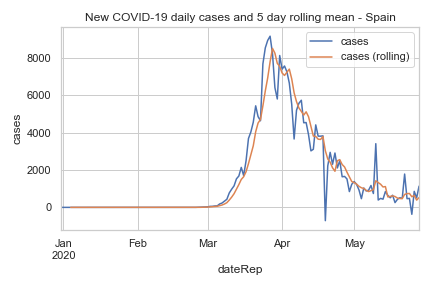 New COVID-19 daily cases and 5 day rolling mean - Spain
cases
cases (rolling)
8000
6000
4000
2000
0
cases
Jan
2020
Feb
Mar
Apr
May
dateRep